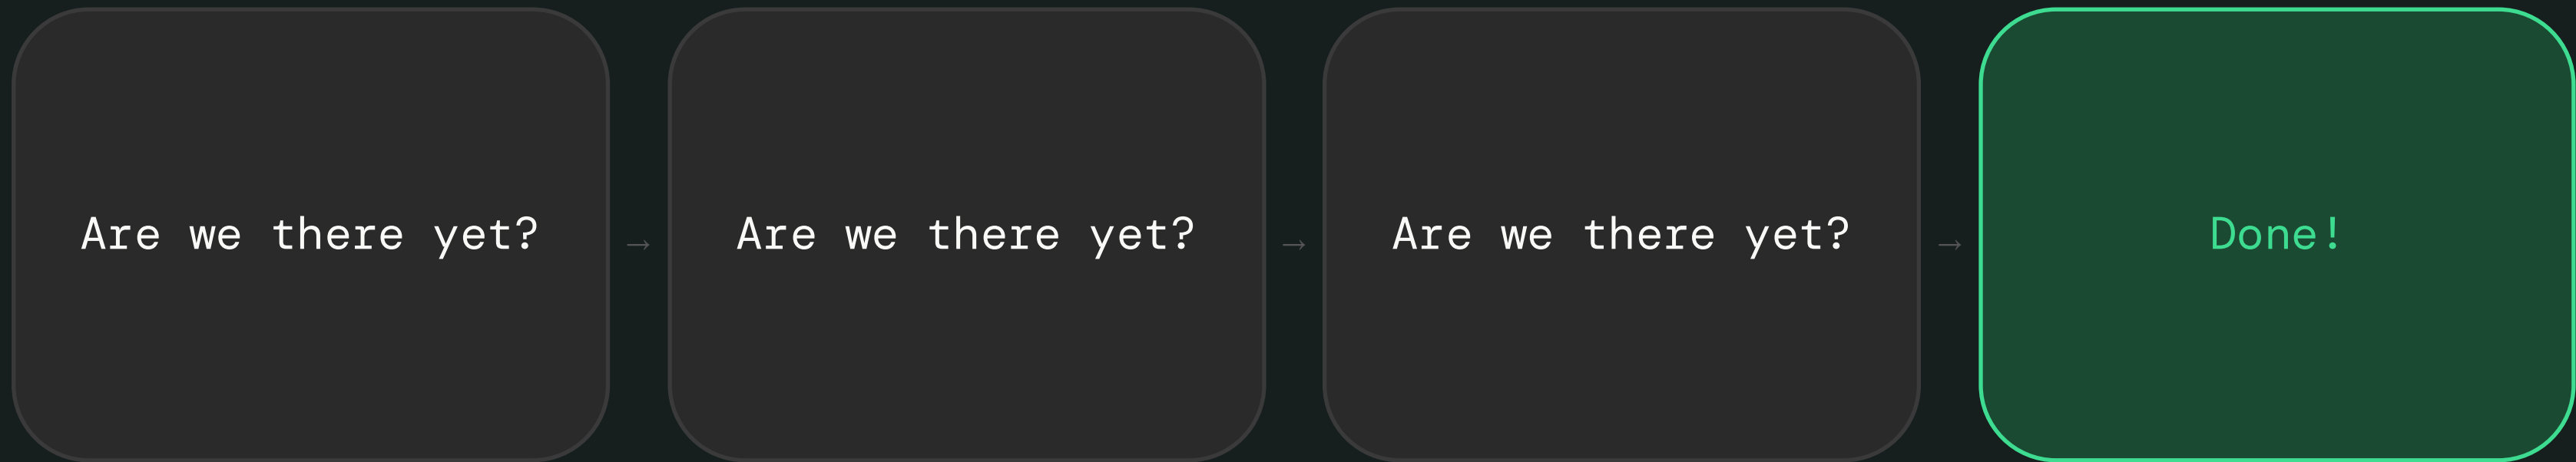 Are we there yet? → Are we there yet? → Are we there yet? → Done!